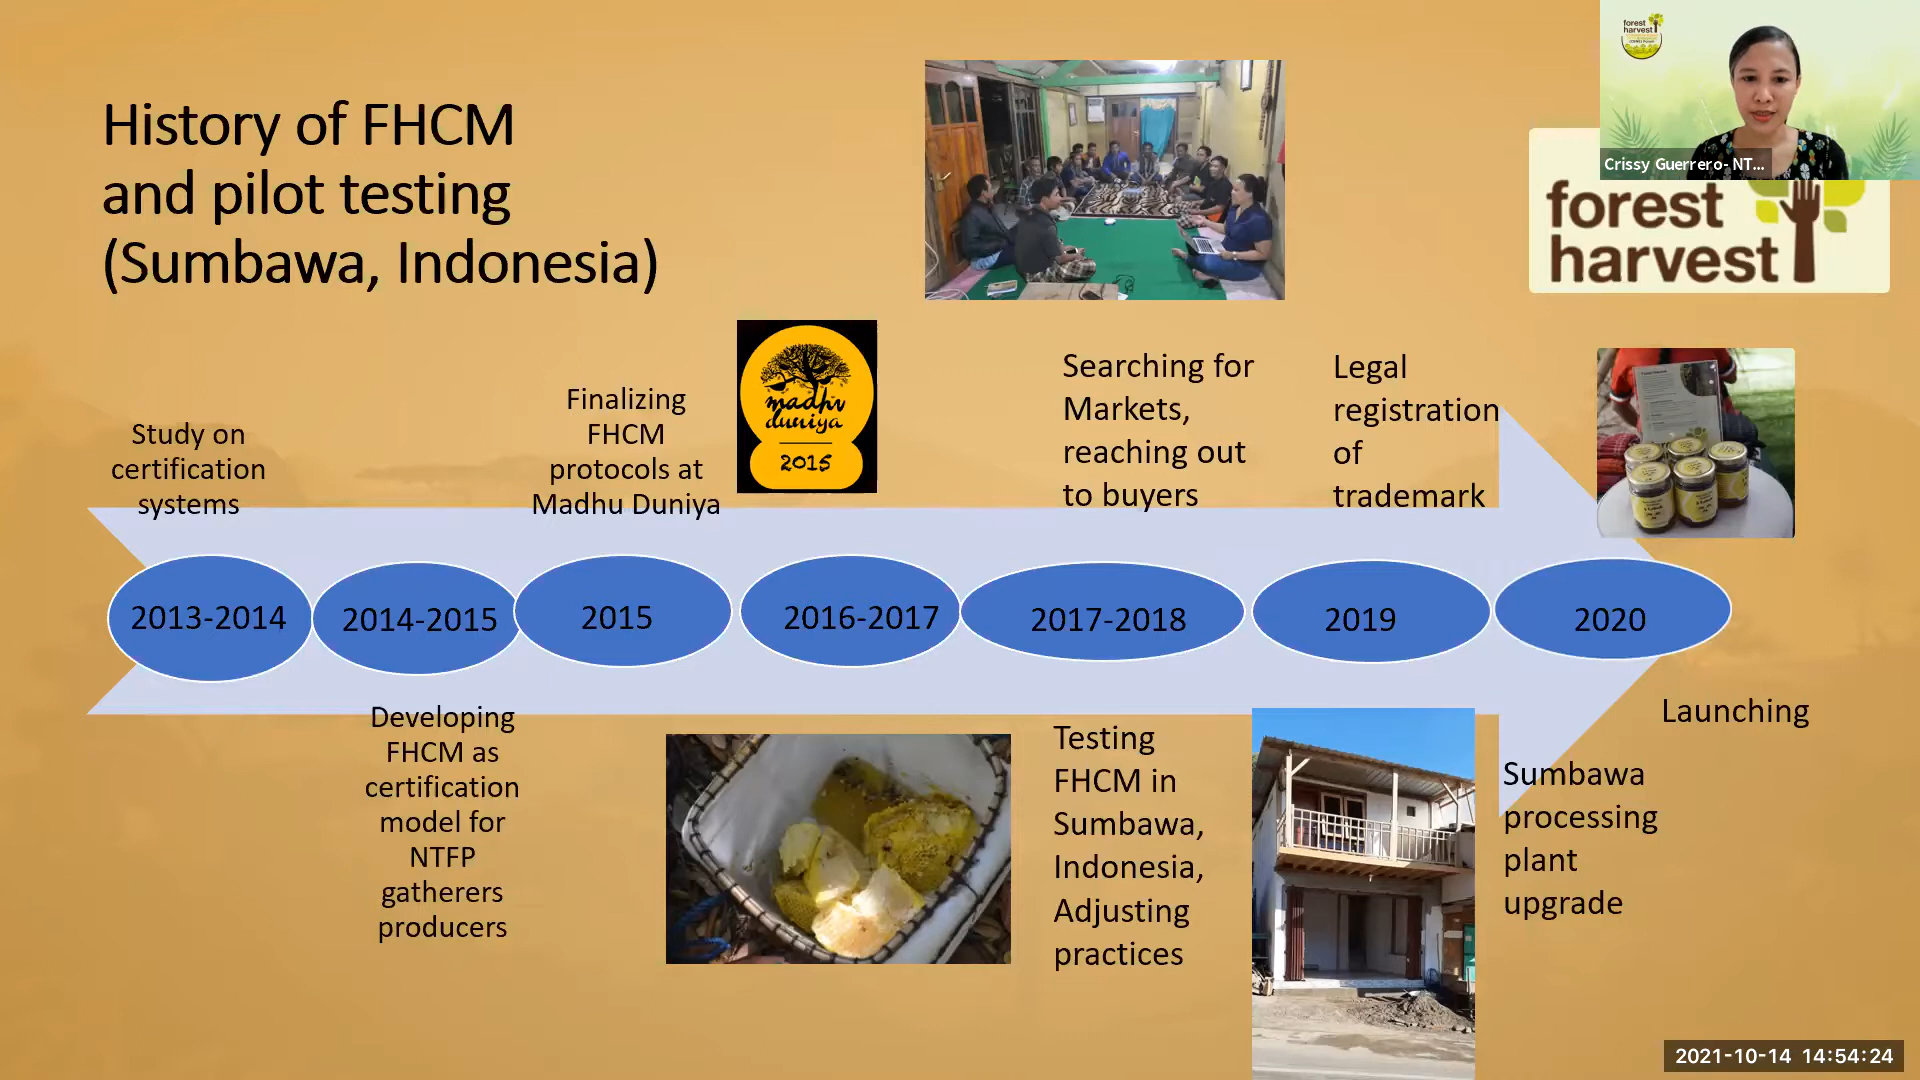 History of FHCM
and pilot testing
(Sumbawa, Indonesia)
forest
harvest
Crissy Guerrero- NT...
forest
harvest
Study on
certification
systems
Finalizing
FHCM
protocols at
Madhu Duniya
madhu
duniya
2015
Searching for
Markets,
reaching out
to buyers
Legal
registration
of
trademark
2013-2014
2014-2015
2015
2016-2017
2017-2018
2019
2020
Developing
FHCM as
certification
model for
NTFP
gatherers
producers
Testing
FHCM in
Sumbawa,
Indonesia,
Adjusting
practices
Launching
Sumbawa
processing
plant
upgrade
2021-10-14 14:54:24